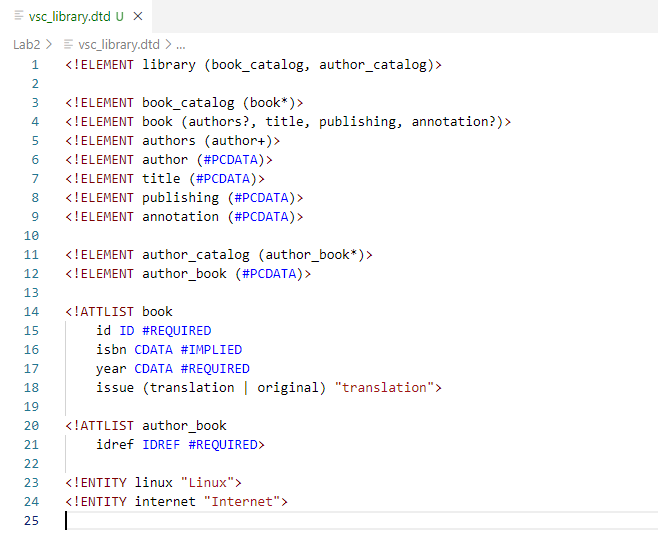 vsc_library.dtd U ×
Lab2 > vsc_library.dtd > ...
1 <!ELEMENT library (book_catalog, author_catalog)>
2
3 <!ELEMENT book_catalog (book*)>
4 <!ELEMENT book (authors?, title, publishing, annotation?)>
5 <!ELEMENT authors (author+)>
6 <!ELEMENT author (#PCDATA)>
7 <!ELEMENT title (#PCDATA)>
8 <!ELEMENT publishing (#PCDATA)>
9 <!ELEMENT annotation (#PCDATA)>
10
11 <!ELEMENT author_catalog (author_book*)>
12 <!ELEMENT author_book (#PCDATA)>
13
14 <!ATTLIST book
15     id ID #REQUIRED
16     isbn CDATA #IMPLIED
17     year CDATA #REQUIRED
18     issue (translation | original) "translation">
19
20 <!ATTLIST author_book
21     idref IDREF #REQUIRED>
22
23 <!ENTITY linux "Linux">
24 <!ENTITY internet "Internet">
25